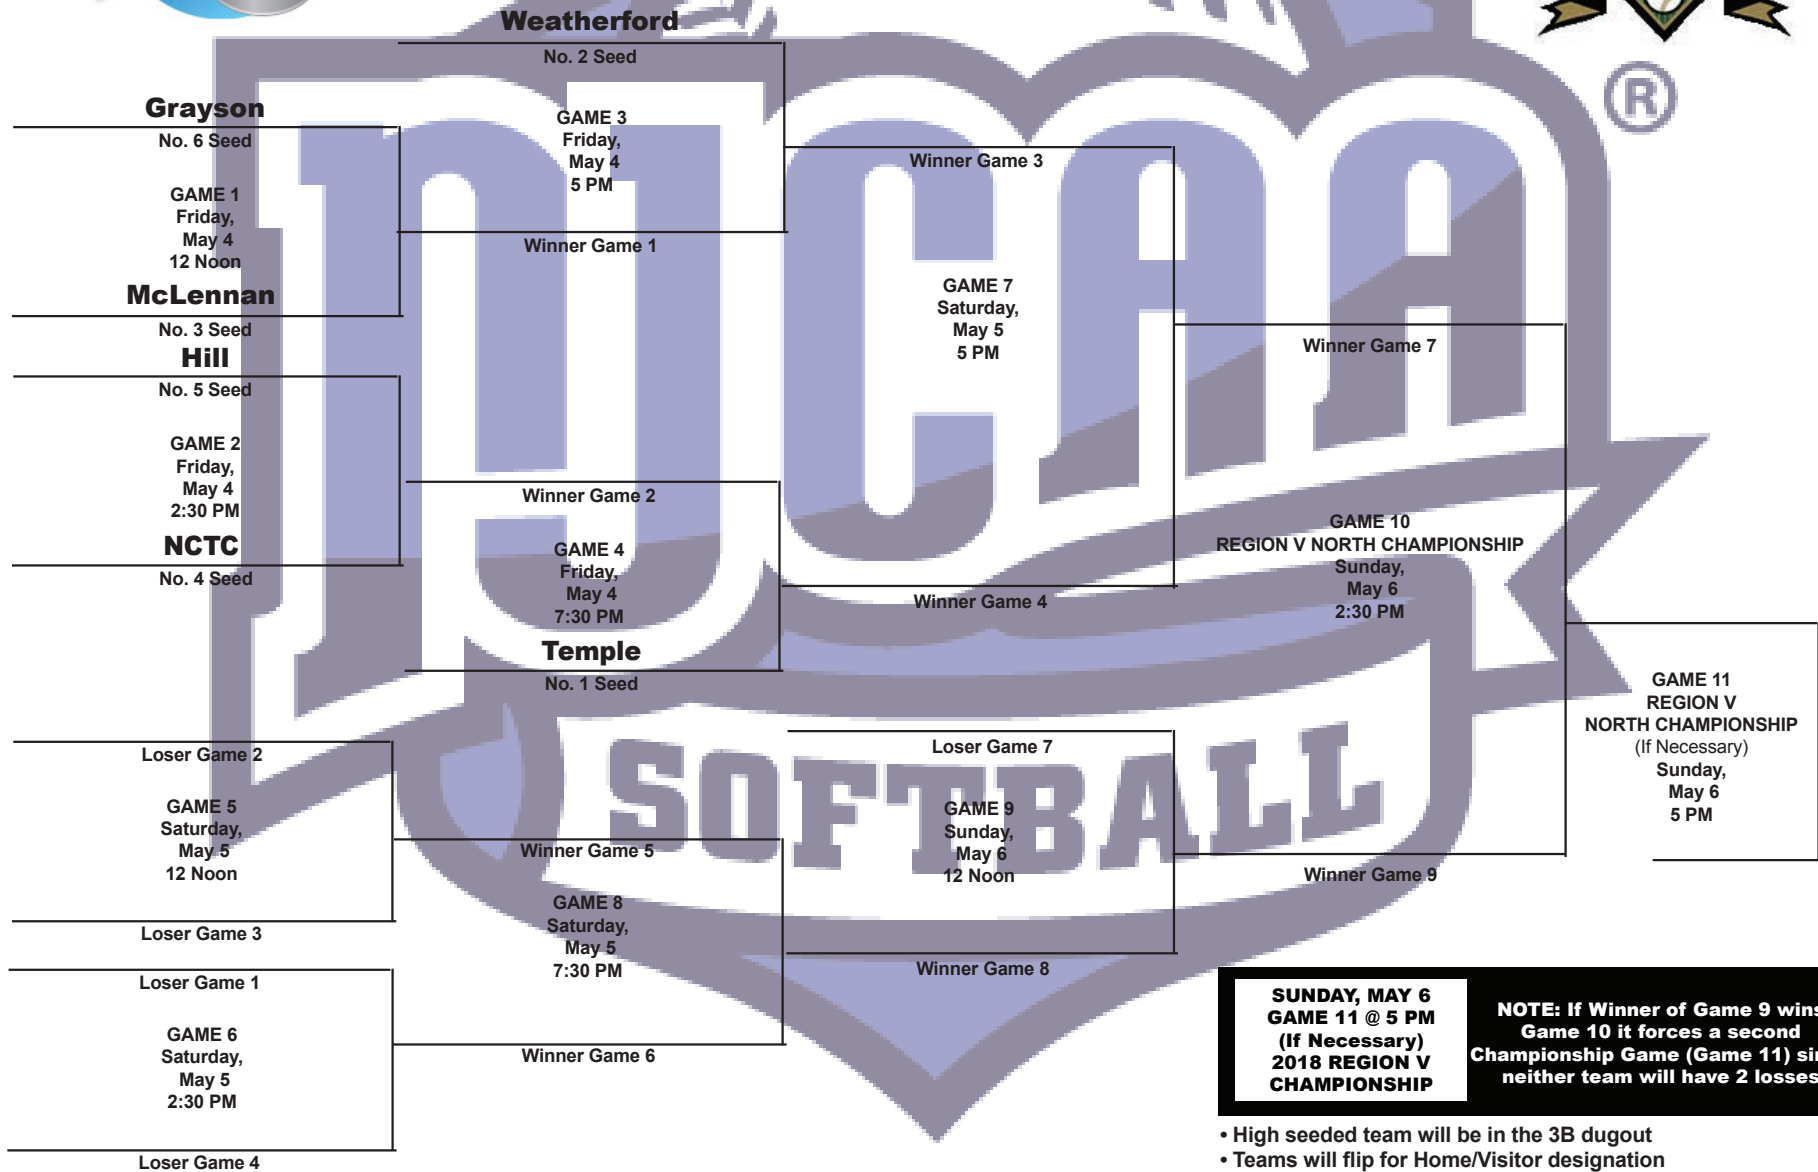 Weatherford
No. 2 Seed
Grayson
No. 6 Seed
GAME 1
Friday,
May 4
12 Noon
McLennan
No. 3 Seed
Hill
No. 5 Seed
GAME 2
Friday,
May 4
2:30 PM
NCTC
No. 4 Seed
GAME 3
Friday,
May 4
5 PM
Winner Game 1
Winner Game 2
GAME 4
Friday,
May 4
7:30 PM
Temple
No. 1 Seed
Winner Game 3
GAME 7
Saturday,
May 5
5 PM
Winner Game 4
Winner Game 7
GAME 10
REGION V NORTH CHAMPIONSHIP
Sunday,
May 6
2:30 PM
Winner Game 9
GAME 11
REGION V
NORTH CHAMPIONSHIP
(If Necessary)
Sunday,
May 6
5 PM
Loser Game 2
GAME 5
Saturday,
May 5
12 Noon
Loser Game 3
Loser Game 1
GAME 6
Saturday,
May 5
2:30 PM
Loser Game 4
Winner Game 5
GAME 8
Saturday,
May 5
7:30 PM
Winner Game 6
Loser Game 7
GAME 9
Sunday,
May 6
12 Noon
Winner Game 8
NJCAA
®
SOFTBALL
SUNDAY, MAY 6
GAME 11 @ 5 PM
(If Necessary)
2018 REGION V
CHAMPIONSHIP
NOTE: If Winner of Game 9 wins
Game 10 it forces a second
Championship Game (Game 11)
neither team will have 2 losses
• High seeded team will be in the 3B dugout
• Teams will flip for Home/Visitor designation